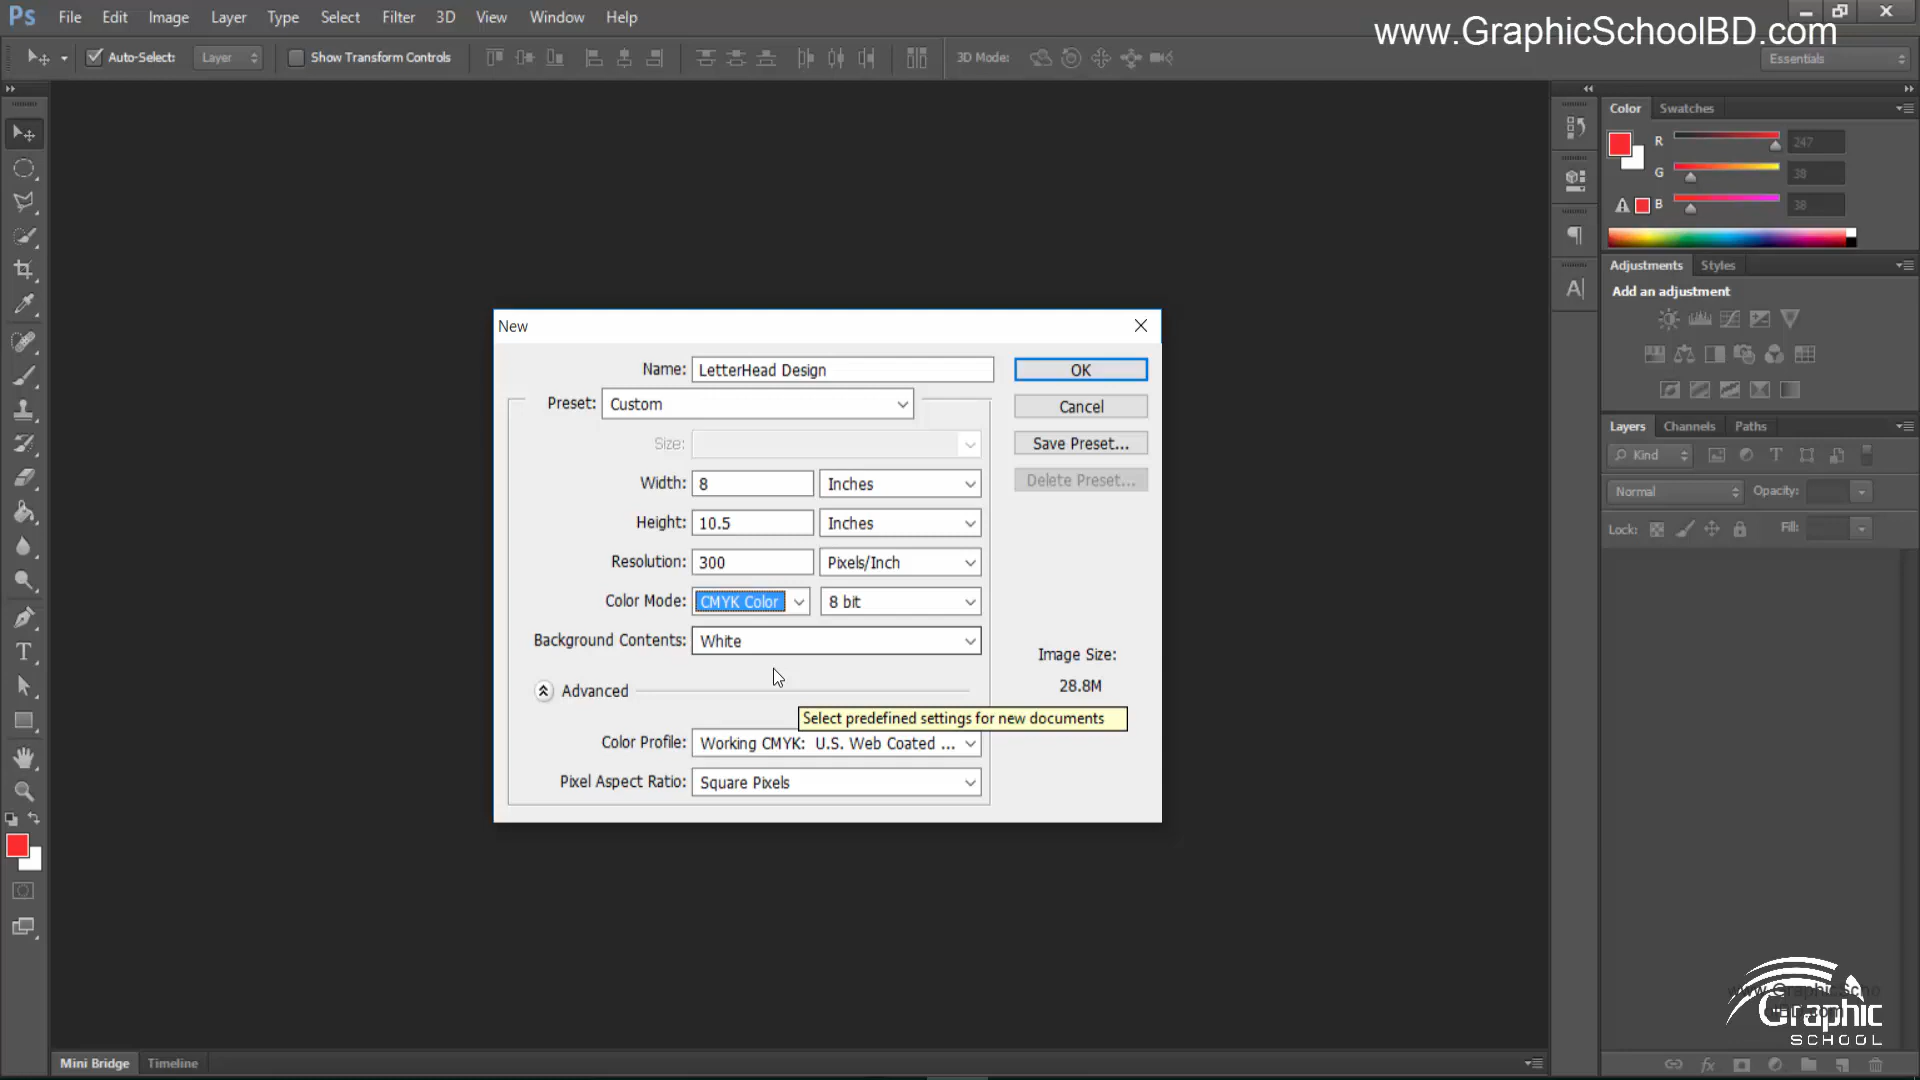 Ps File Edit Image Layer Type Select Filter 3D View Window Help
www.GraphicSchoolBD.com
Auto-Select: Layer Show Transform Controls 3D Mode: Essentials
Color Swatches
R 247
G 38
B 38
Adjustments Styles
Add an adjustment
Layers Channels Paths
Kind
Normal Opacity:
Lock: Fill:
New
Name: LetterHead Design OK
Preset: Custom Cancel
Size: Save Preset...
Width: 8 Inches Delete Preset...
Height: 10.5 Inches
Resolution: 300 Pixels/Inch
Color Mode: CMYK Color 8 bit
Background Contents: White
Image Size:
28.8M
Advanced
Select predefined settings for new documents
Color Profile: Working CMYK: U.S. Web Coated ...
Pixel Aspect Ratio: Square Pixels
Graphic
SCHOOL
Mini Bridge Timeline